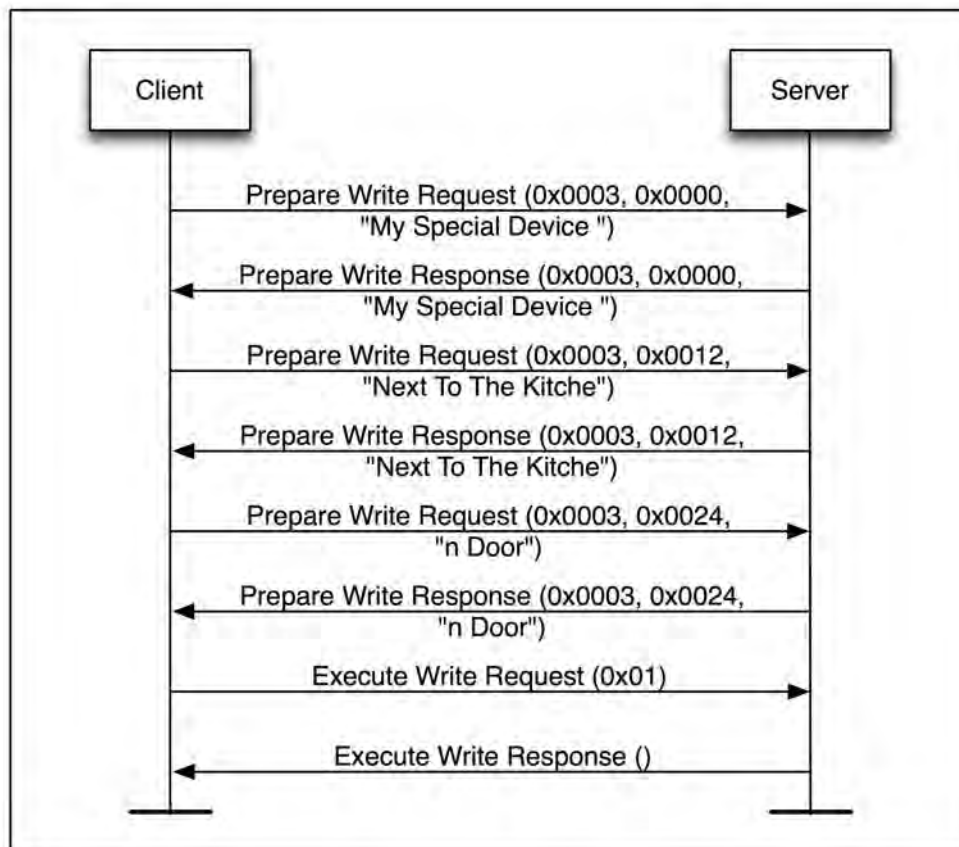 Client
Server
Prepare Write Request (0x0003, 0x0000,
"My Special Device ")
Prepare Write Response (0x0003, 0x0000,
"My Special Device ")
Prepare Write Request (0x0003, 0x0012,
"Next To The Kitche")
Prepare Write Response (0x0003, 0x0012,
"Next To The Kitche")
Prepare Write Request (0x0003, 0x0024,
"n Door")
Prepare Write Response (0x0003, 0x0024,
"n Door")
Execute Write Request (0x01)
Execute Write Response ()